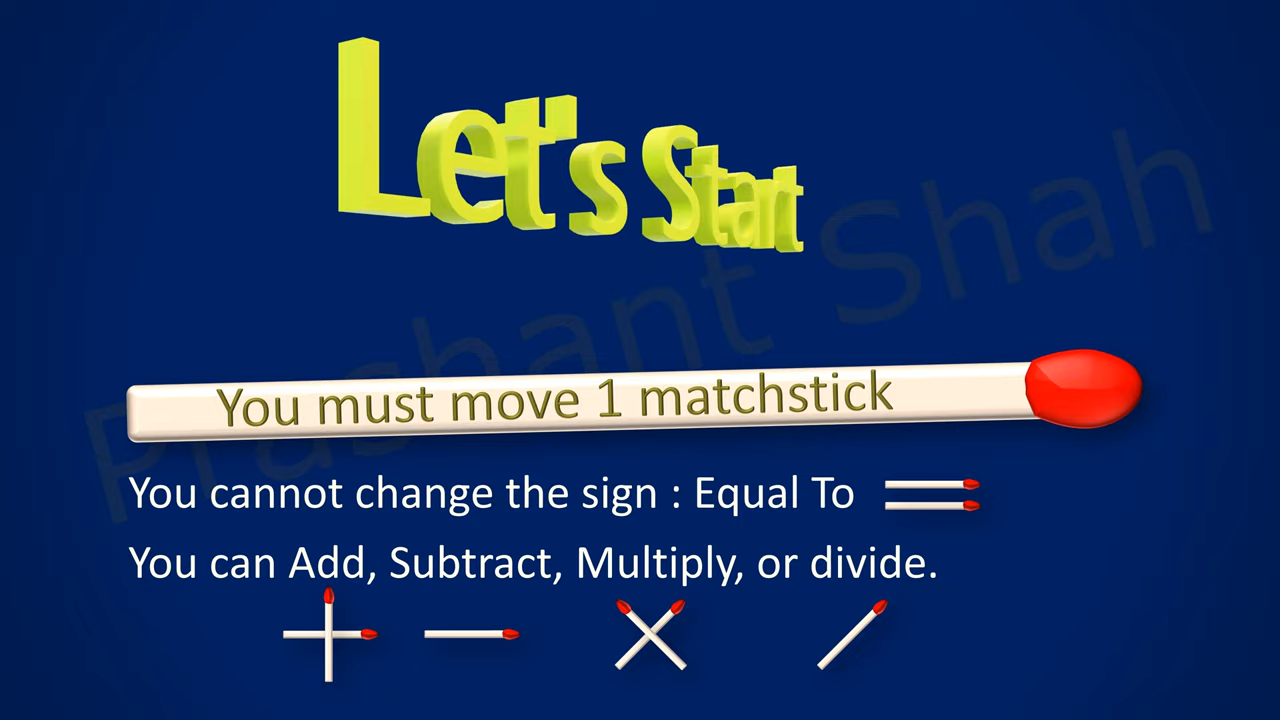 Let's Start
Prashant Shah
You must move 1 matchstick
You cannot change the sign : Equal To
You can Add, Subtract, Multiply, or divide.